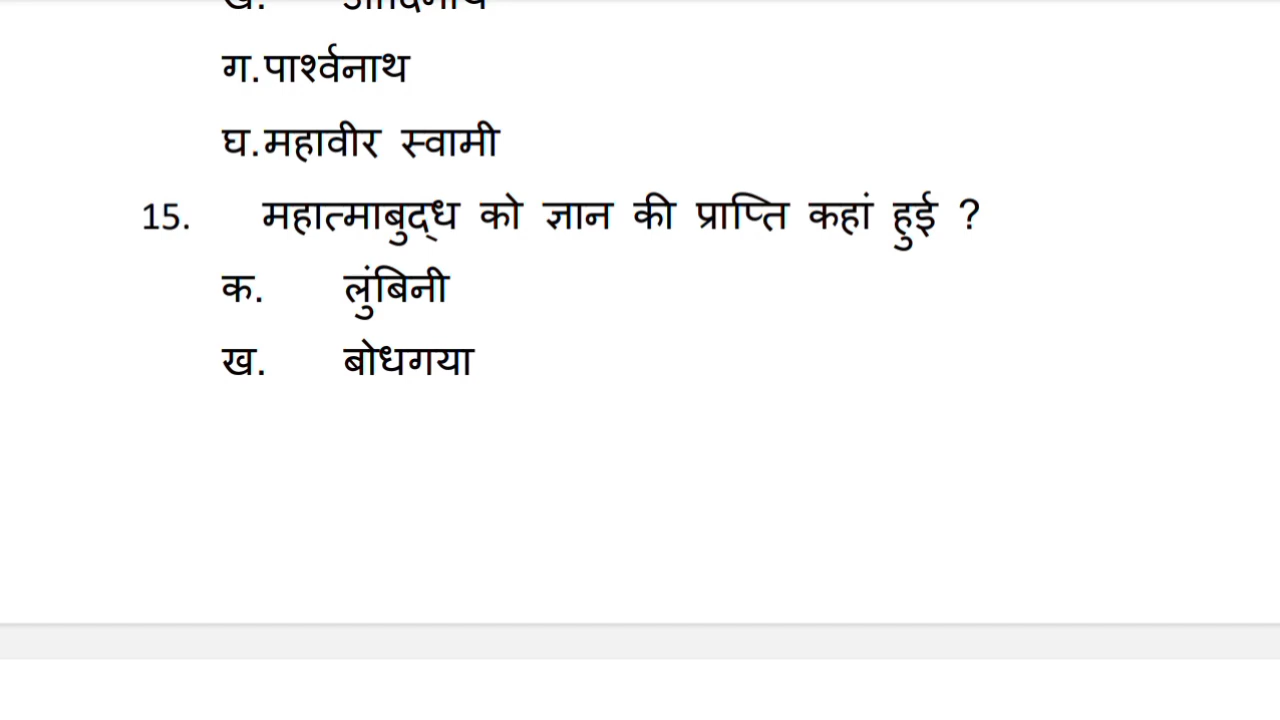 ग.पार्श्वनाथ
घ.महावीर स्वामी
15. महात्माबुद्ध को ज्ञान की प्राप्ति कहां हुई ?
क. लुंबिनी
ख. बोधगया